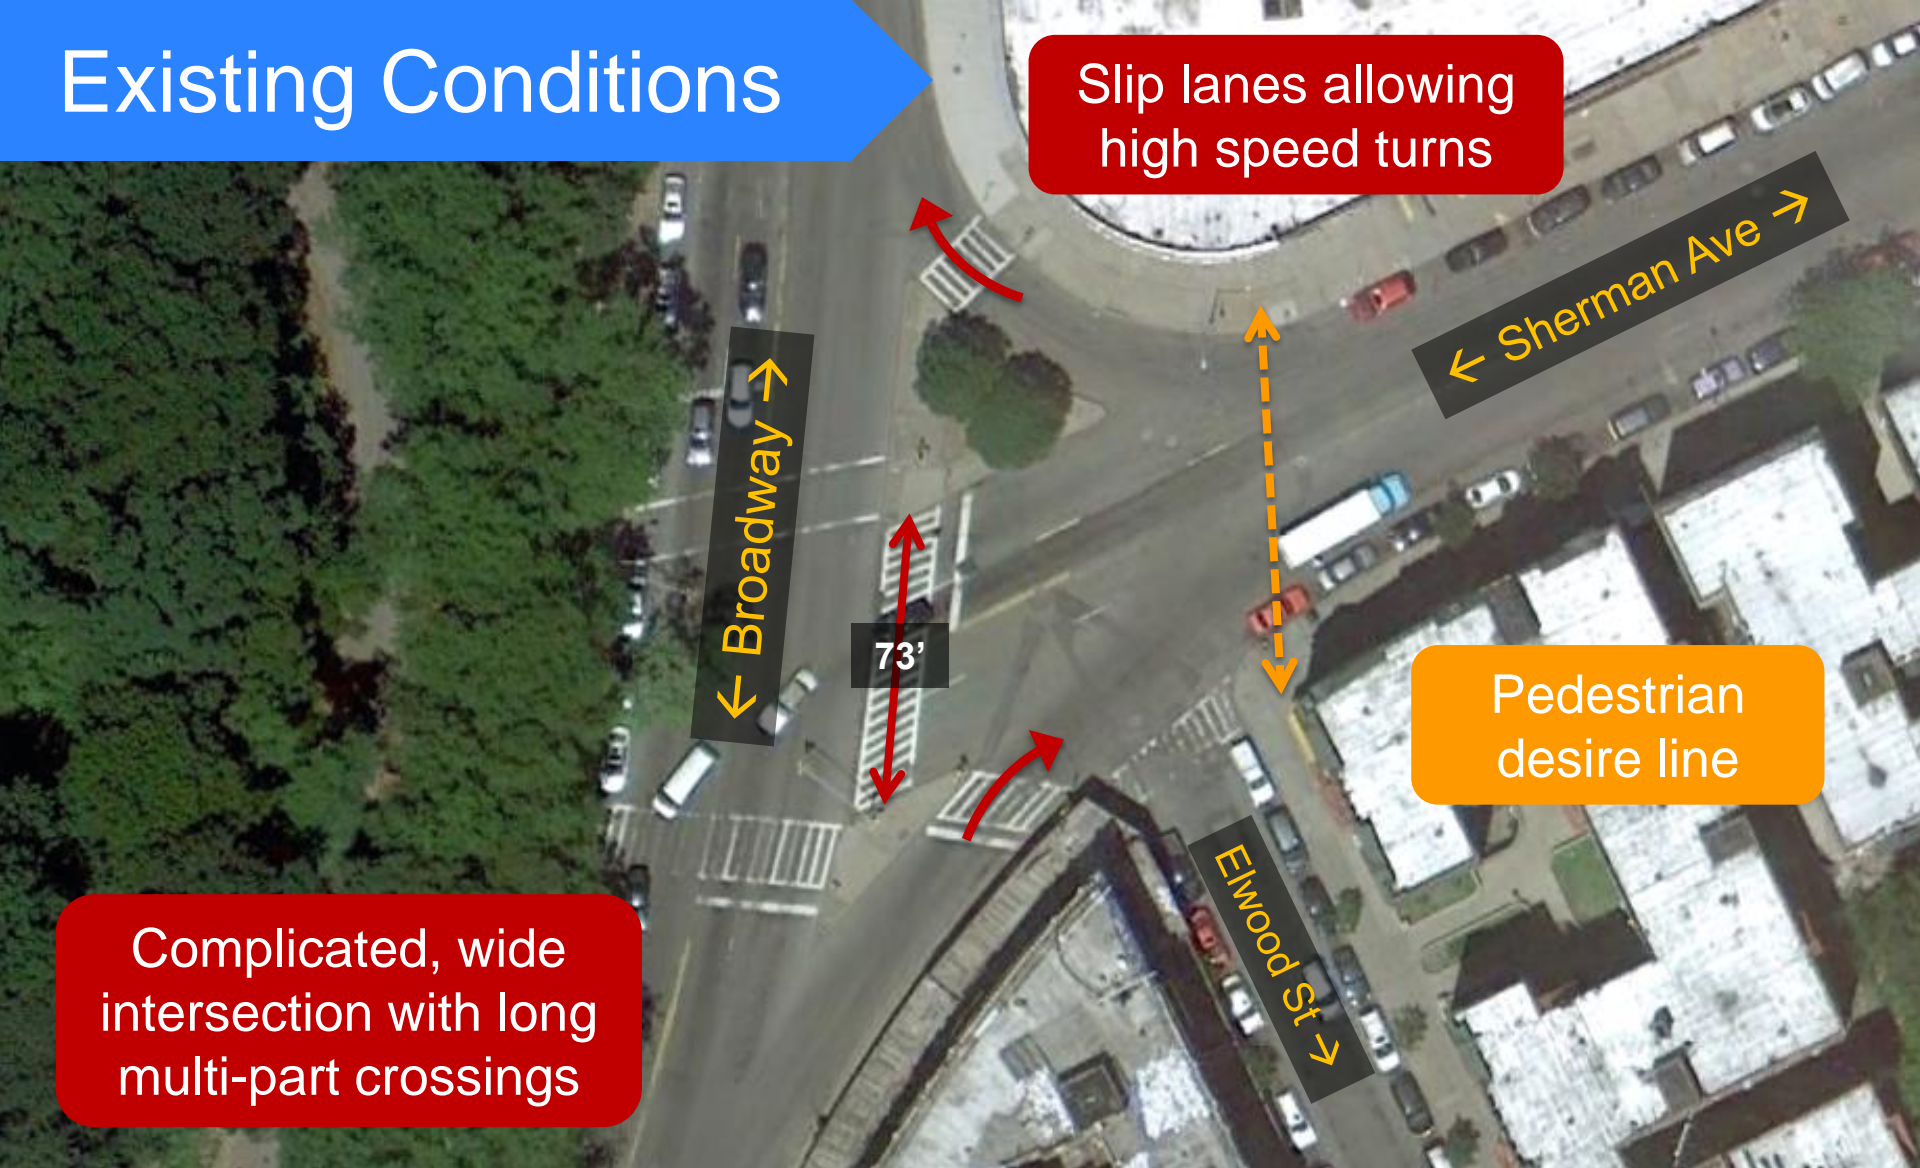 Existing Conditions
Slip lanes allowing
high speed turns
← Sherman Ave →
← Broadway →
73’
Pedestrian
desire line
Elwood St →
Complicated, wide
intersection with long
multi-part crossings